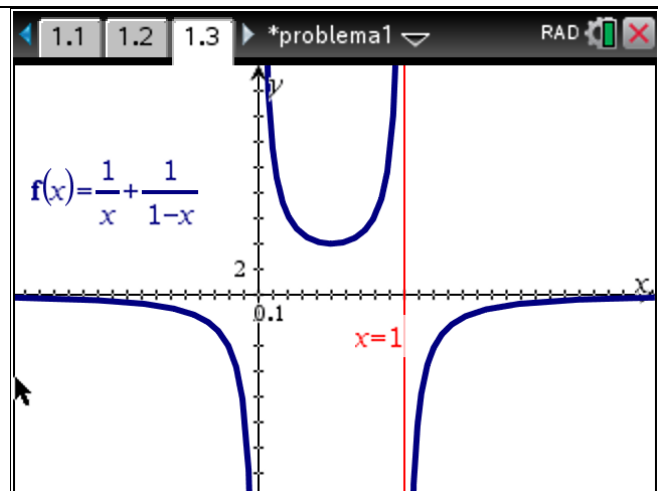 1.1 1.2 1.3 *problema1 RAD
y
f(x)=1/x+1/(1-x)
2
x
0.1
x=1